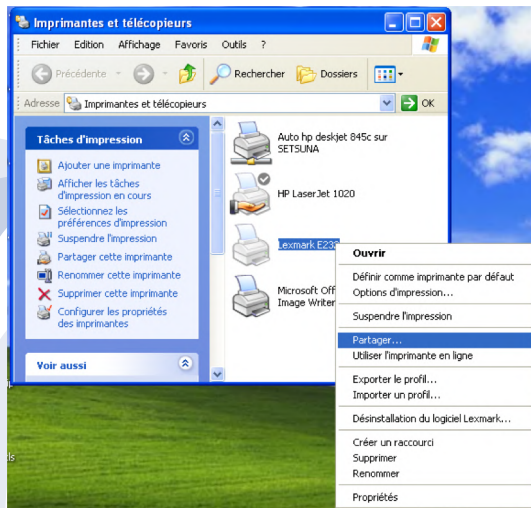 Imprimantes et télécopieurs
Fichier Edition Affichage Favoris Outils ?
Précédente Rechercher Dossiers
Adresse Imprimantes et télécopieurs OK
Tâches d'impression
Ajouter une imprimante
Afficher les tâches
d'impression en cours
Sélectionnez les
préférences d'impression
Suspendre l'impression
Partager cette imprimante
Renommer cette imprimante
Supprimer cette imprimante
Configurer les propriétés
des imprimantes
Voir aussi
Auto hp deskjet 845c sur
SETSUNA
HP LaserJet 1020
Lexmark E232
Microsoft Off
Image Writer
Ouvrir
Définir comme imprimante par défaut
Options d'impression...
Suspendre l'impression
Partager...
Utiliser l'imprimante en ligne
Exporter le profil...
Importer un profil...
Désinstallation du logiciel Lexmark...
Créer un raccourci
Supprimer
Renommer
Propriétés